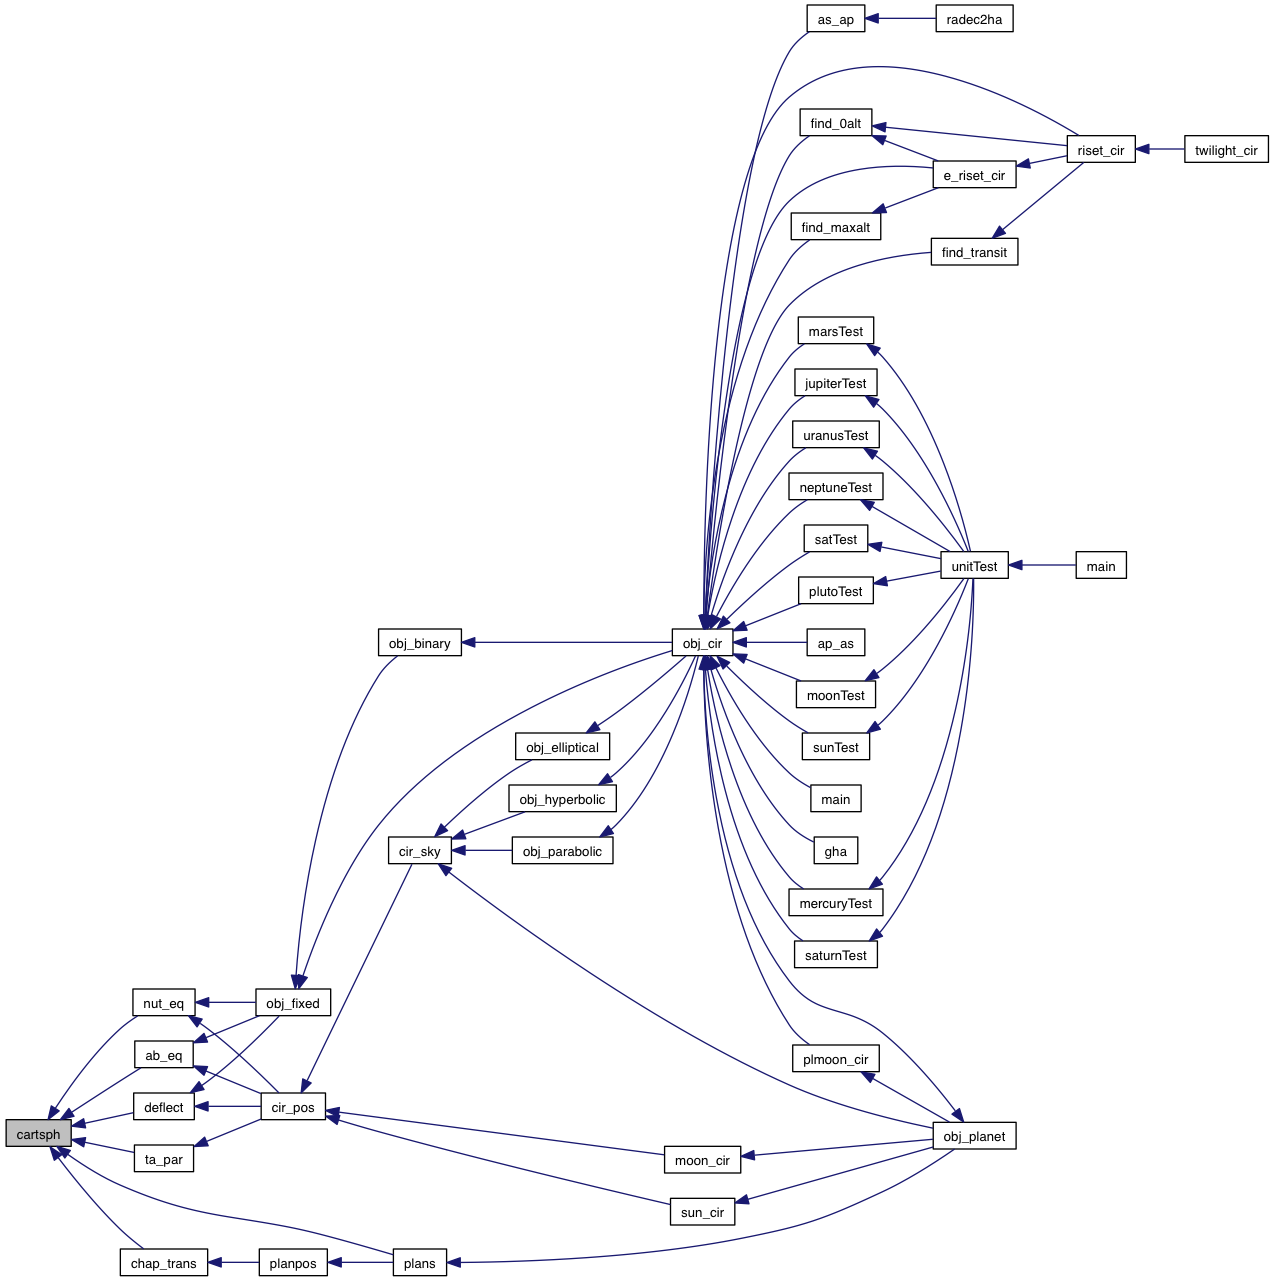 as_ap
radec2ha
find_0alt
riset_cir
twilight_cir
e_riset_cir
find_maxalt
find_transit
marsTest
jupiterTest
uranusTest
neptuneTest
satTest
unitTest
main
plutoTest
obj_binary
obj_cir
ap_as
moonTest
obj_elliptical
sunTest
obj_hyperbolic
main
cir_sky
obj_parabolic
gha
mercuryTest
saturnTest
nut_eq
obj_fixed
ab_eq
plmoon_cir
deflect
cir_pos
cartsph
obj_planet
ta_par
moon_cir
sun_cir
chap_trans
planpos
plans